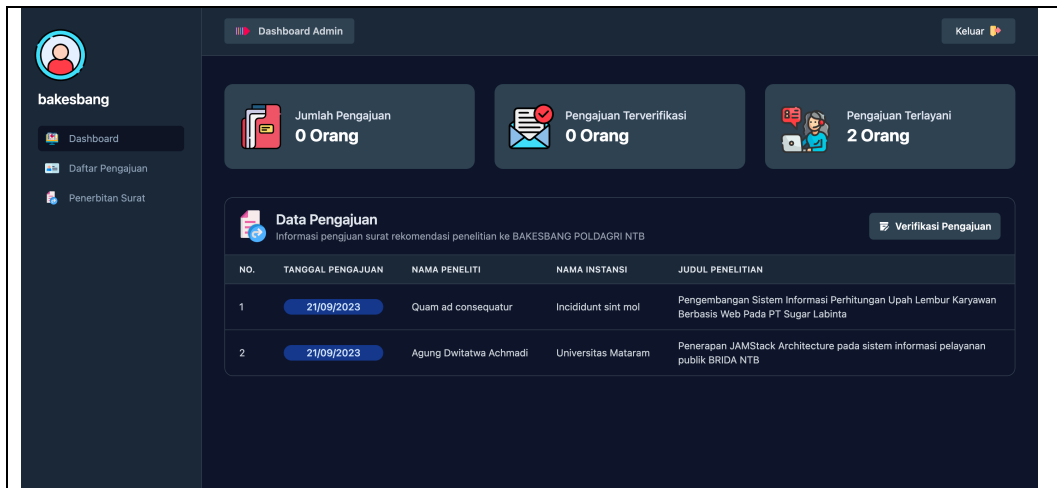 Dashboard Admin
Keluar
bakesbang
Dashboard
Daftar Pengajuan
Penerbitan Surat
Jumlah Pengajuan
0 Orang
Pengajuan Terverifikasi
0 Orang
Pengajuan Terlayani
2 Orang
Data Pengajuan
Informasi pengjuan surat rekomendasi penelitian ke BAKESBANG POLDAGRI NTB
Verifikasi Pengajuan
NO. TANGGAL PENGAJUAN NAMA PENELITI NAMA INSTANSI JUDUL PENELITIAN
1 21/09/2023 Quam ad consequatur Incididunt sint mol Pengembangan Sistem Informasi Perhitungan Upah Lembur Karyawan
Berbasis Web Pada PT Sugar Labinta
2 21/09/2023 Agung Dwitatwa Achmadi Universitas Mataram Penerapan JAMStack Architecture pada sistem informasi pelayanan
publik BRIDA NTB